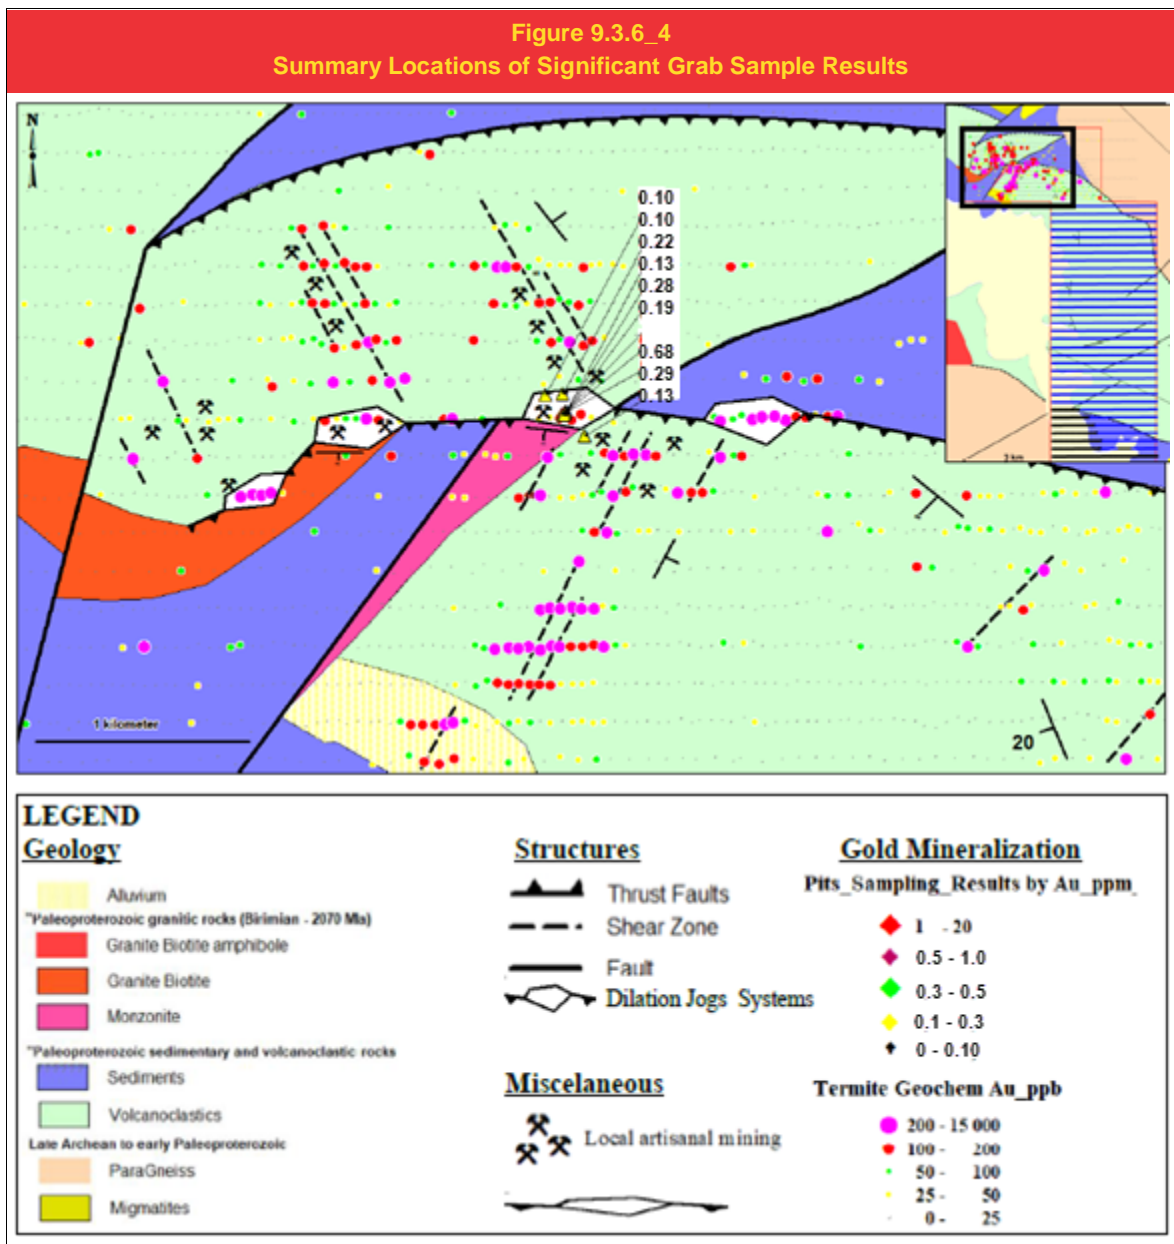 Figure 9.3.6_4
Summary Locations of Significant Grab Sample Results
N
0.10
0.10
0.22
0.13
0.28
0.19
0.68
0.29
0.13
2 km
1 kilometer
20
LEGEND
Geology
Alluvium
"Paleoproterozoic granitic rocks (Birimian - 2070 Ma)
Granite Biotite amphibole
Granite Biotite
Monzonite
"Paleoproterozoic sedimentary and volcanoclastic rocks
Sediments
Volcanoclastics
Late Archean to early Paleoproterozoic
ParaGneiss
Migmatites
Structures
Thrust Faults
Shear Zone
Fault
Dilation Jogs Systems
Miscelaneous
Local artisanal mining
Gold Mineralization
Pits_Sampling_Results by Au_ppm_
1 - 20
0.5 - 1.0
0.3 - 0.5
0.1 - 0.3
0 - 0.10
Termite Geochem Au_ppb
200 - 15 000
100 - 200
50 - 100
25 - 50
0 - 25